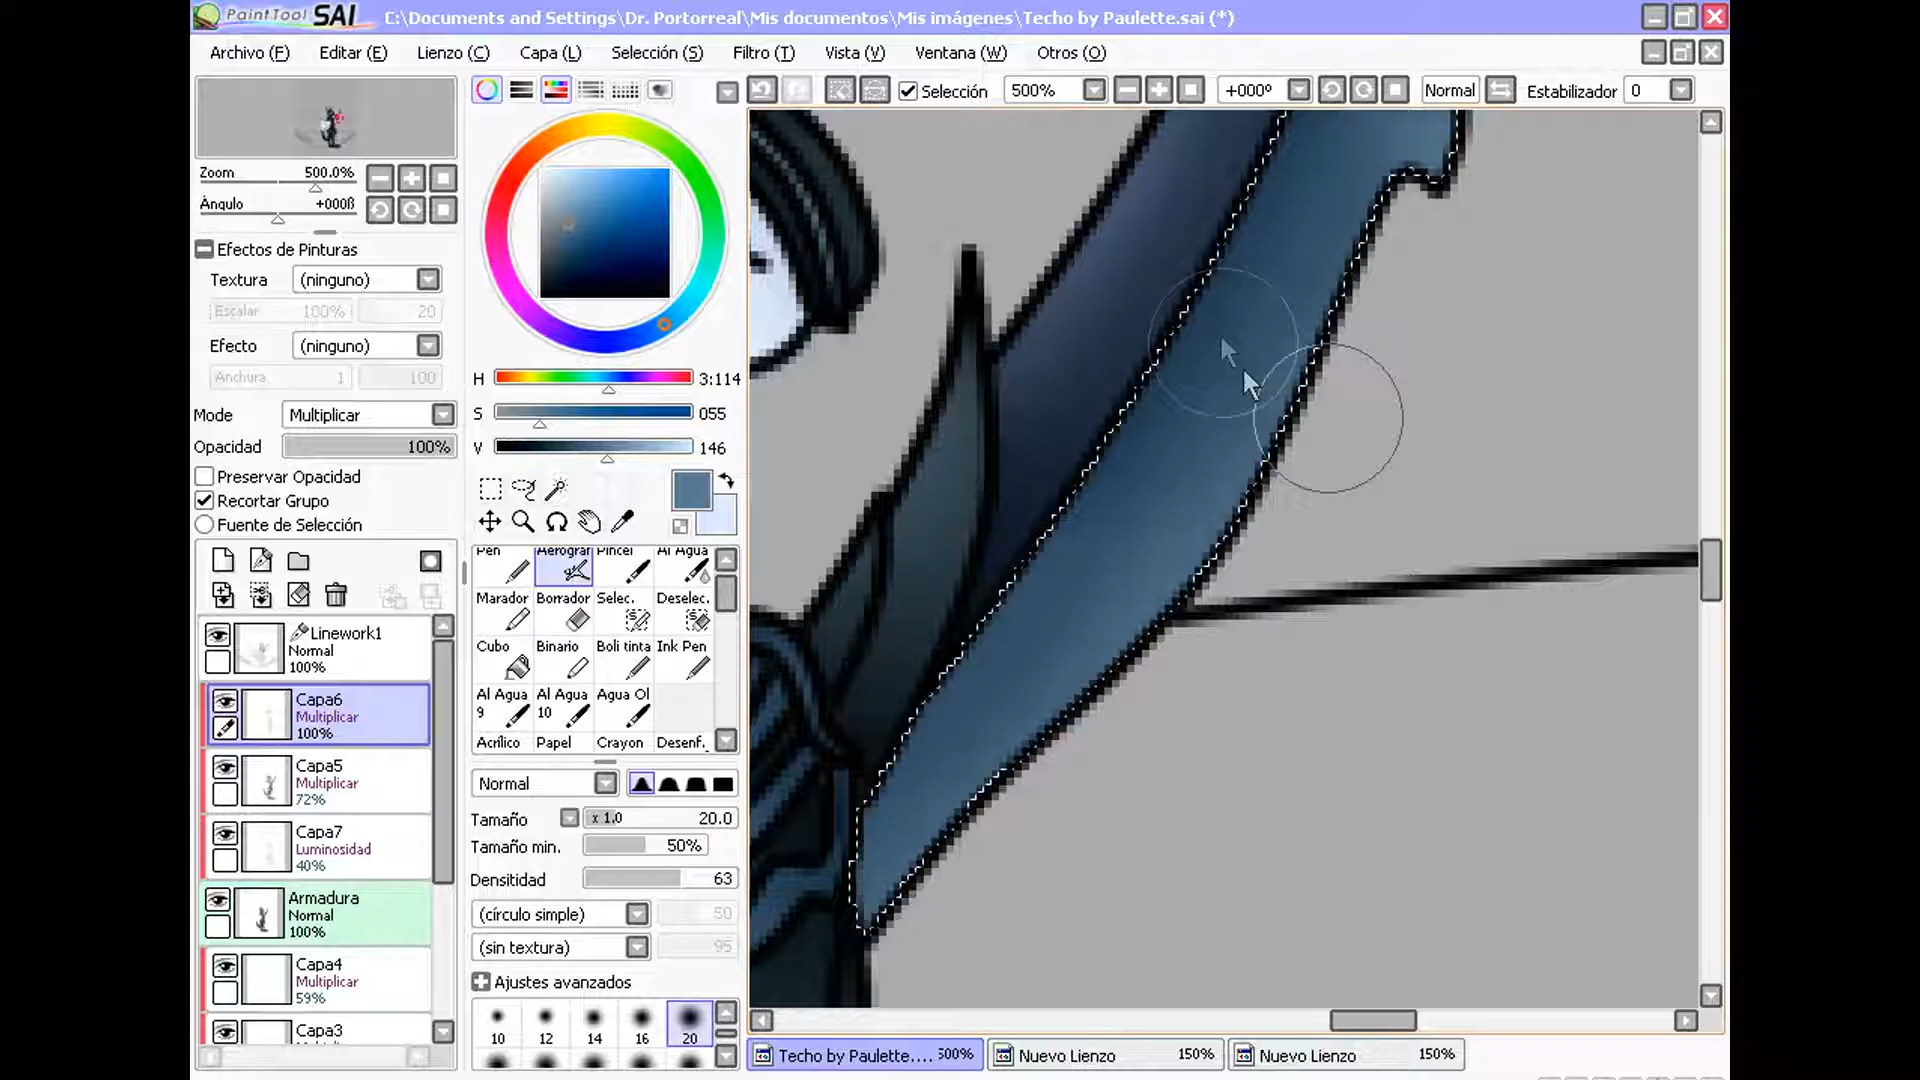 PaintTool SAI C:\Documents and Settings\Dr. Portorreal\Mis documentos\Mis imágenes\Techo by Paulette.sai (*)
Archivo (F) Editar (E) Lienzo (C) Capa (L) Selección (S) Filtro (T) Vista (V) Ventana (W) Otros (O)
Selección 500% +000º Normal Estabilizador 0
Zoom 500.0%
Ángulo +000ß
Efectos de Pinturas
Textura (ninguno)
Escalar 100% 20
Efecto (ninguno)
Anchura 1 100
Mode Multiplicar
Opacidad 100%
Preservar Opacidad
Recortar Grupo
Fuente de Selección
Linework1
Normal
100%
Capa6
Multiplicar
100%
Capa5
Multiplicar
72%
Capa7
Luminosidad
40%
Armadura
Normal
100%
Capa4
Multiplicar
59%
Capa3
H 3:114
S 055
V 146
Pen Aerograf Pincel Al Agua
Marador Borrador Selec. Deselec.
Cubo Binario Boli tinta Ink Pen
Al Agua 9 Al Agua 10 Agua Ol
Acrílico Papel Crayon Desenf.
Normal
Tamaño x 1.0 20.0
Tamaño min. 50%
Densitidad 63
(círculo simple) 50
(sin textura) 95
Ajustes avanzados
10 12 14 16 20
Techo by Paulette.... 500% Nuevo Lienzo 150% Nuevo Lienzo 150%